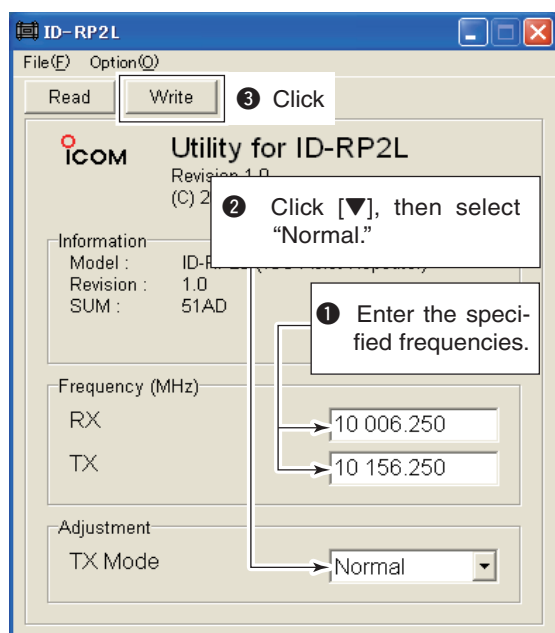 ID-RP2L
File(F) Option(O)
Read Write ❸ Click
ICOM Utility for ID-RP2L
Revision 1.0
(C) 2
❷ Click [▼], then select
“Normal.”
Information
Model :
Revision : 1.0
SUM : 51AD
❶ Enter the speci-
fied frequencies.
Frequency (MHz)
RX 10 006.250
TX 10 156.250
Adjustment
TX Mode Normal